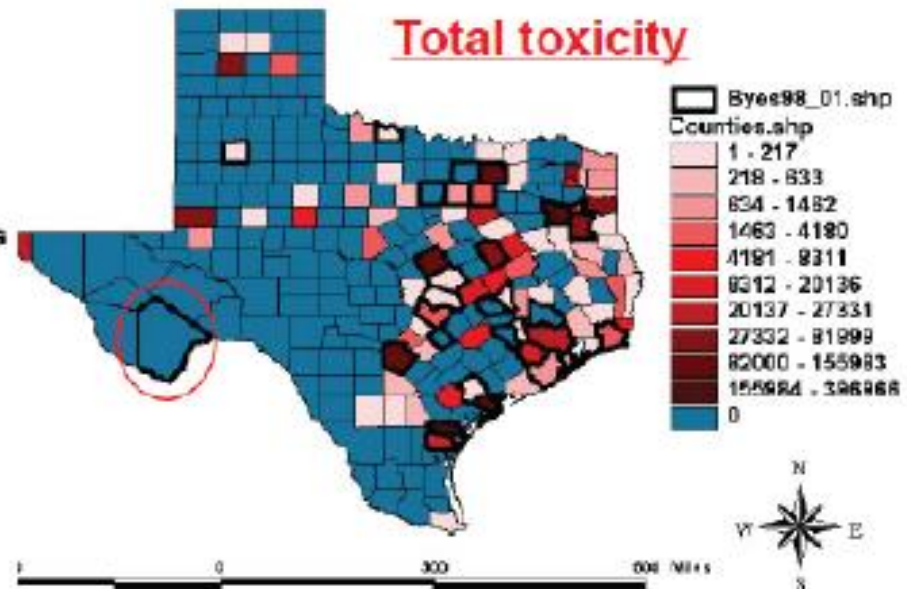 Total toxicity
Byes98_01.shp
Counties.shp
1 - 217
218 - 633
634 - 1462
1463 - 4180
4181 - 8311
8312 - 20136
20137 - 27331
27332 - 81999
82000 - 155983
155984 - 396966
0
N
W E
S
0 300 600 Miles